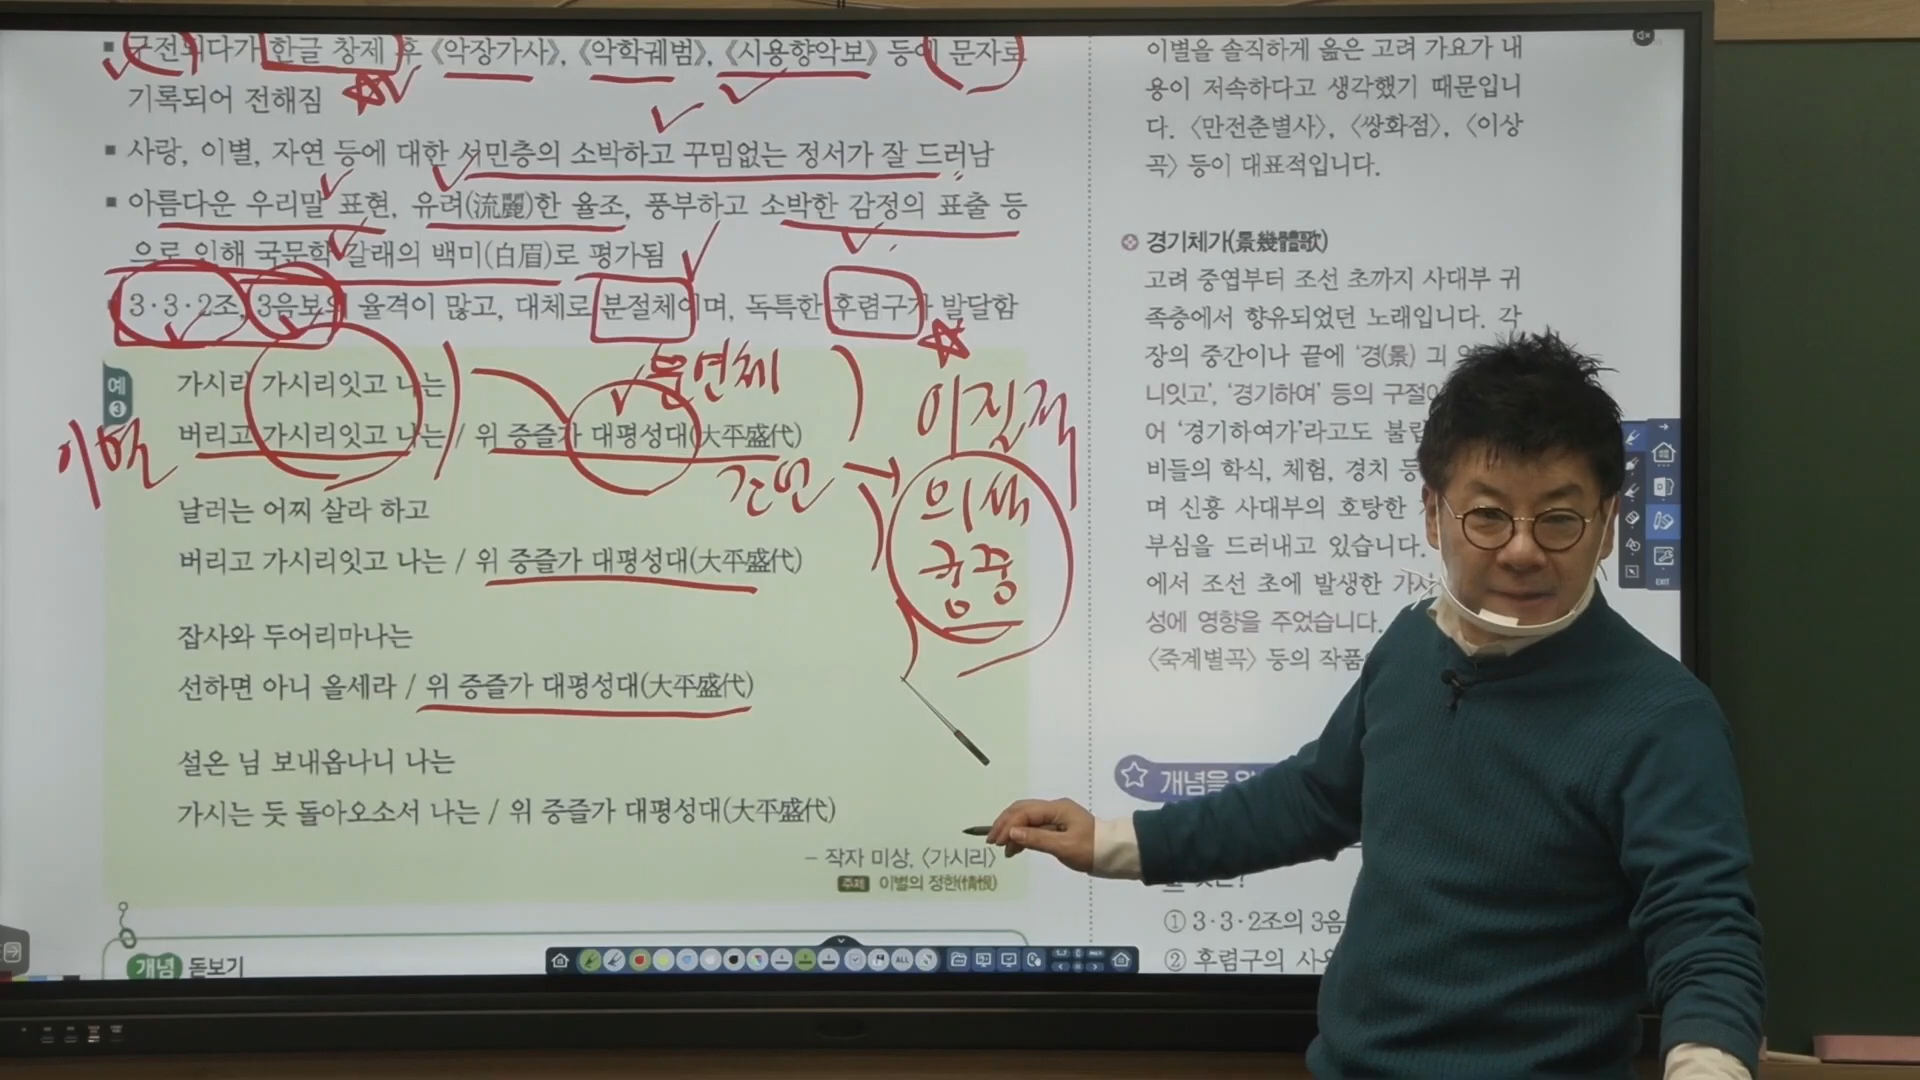 ▪ 구전되다가 한글 창제 후 《악장가사》, 《악학궤범》, 《시용향악보》 등에 문자로
기록되어 전해짐
▪ 사랑, 이별, 자연 등에 대한 서민층의 소박하고 꾸밈없는 정서가 잘 드러남
▪ 아름다운 우리말 표현, 유려(流麗)한 율조, 풍부하고 소박한 감정의 표출 등
으로 인해 국문학 갈래의 백미(白眉)로 평가됨
3·3·2조, 3음보의 율격이 많고, 대체로 분절체이며, 독특한 후렴구가 발달함
분연체
예
❸
가시리 가시리잇고 나는
버리고 가시리잇고 나는 / 위 증즐가 대평성대(大平盛代)
이별
이질적
의식
궁중
날러는 어찌 살라 하고
버리고 가시리잇고 나는 / 위 증즐가 대평성대(大平盛代)
잡사와 두어리마나는
선하면 아니 올세라 / 위 증즐가 대평성대(大平盛代)
설온 님 보내옵나니 나는
가시는 듯 돌아오소서 나는 / 위 증즐가 대평성대(大平盛代)
- 작자 미상, 〈가시리〉
주제 이별의 정한(情恨)
개념 돋보기
이별을 솔직하게 읊은 고려 가요가 내
용이 저속하다고 생각했기 때문입니
다. 〈만전춘별사〉, 〈쌍화점〉, 〈이상
곡〉 등이 대표적입니다.
경기체가(景幾體歌)
고려 중엽부터 조선 초까지 사대부 귀
족층에서 향유되었던 노래입니다. 각
장의 중간이나 끝에 '경(景) 긔
니잇고', '경기하여' 등의 구절
어 '경기하여가'라고도 불
비들의 학식, 체험, 경치 등
며 신흥 사대부의 호탕한
부심을 드러내고 있습니다.
에서 조선 초에 발생한 가사
성에 영향을 주었습니다.
〈죽계별곡〉 등의 작품
개념을
① 3·3·2조의 3음
② 후렴구의 사
ALL
EXIT